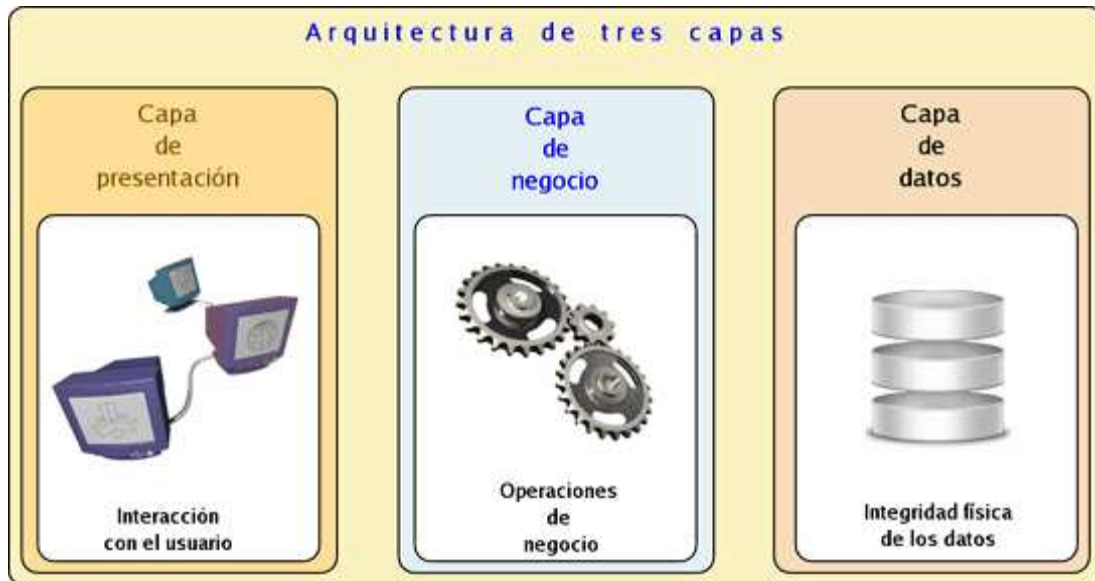 Arquitectura de tres capas
Capa
de
presentación
Interacción
con el usuario
Capa
de
negocio
Operaciones
de
negocio
Capa
de
datos
Integridad física
de los datos